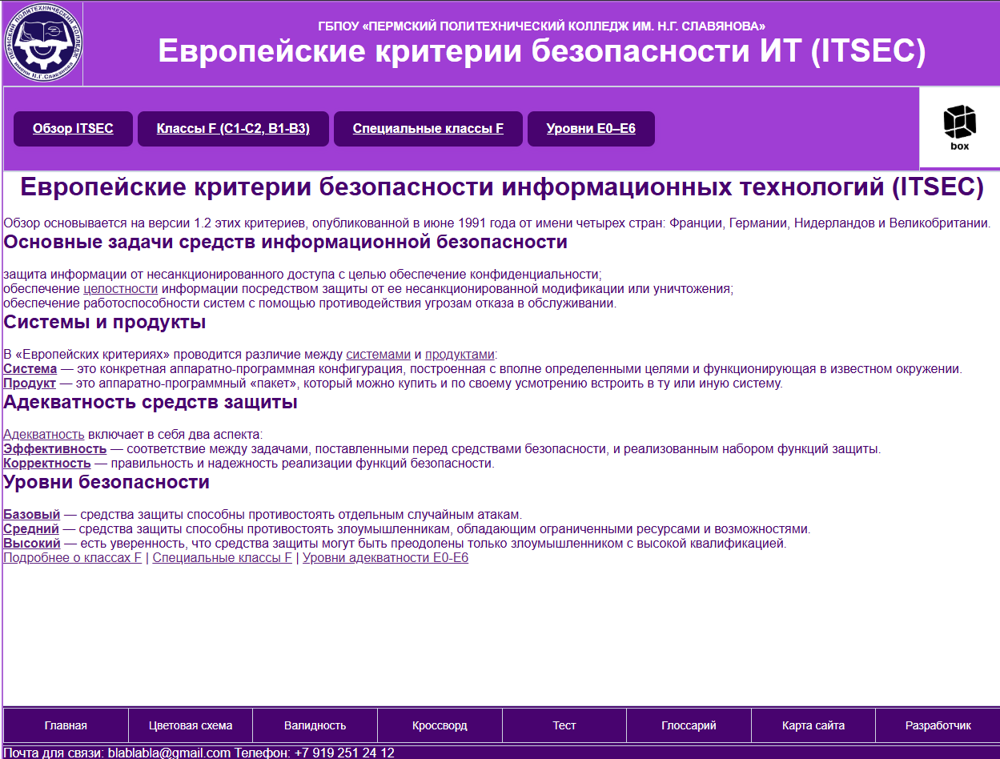 ПЕРМСКИЙ ПОЛИТЕХНИЧЕСКИЙ КОЛЛЕДЖ
имени Н.Г.Славянова
ГБПОУ «ПЕРМСКИЙ ПОЛИТЕХНИЧЕСКИЙ КОЛЛЕДЖ ИМ. Н.Г. СЛАВЯНОВА»
Европейские критерии безопасности ИТ (ITSEC)
Обзор ITSEC
Классы F (C1-C2, B1-B3)
Специальные классы F
Уровни E0–E6
box
Европейские критерии безопасности информационных технологий (ITSEC)
Обзор основывается на версии 1.2 этих критериев, опубликованной в июне 1991 года от имени четырех стран: Франции, Германии, Нидерландов и Великобритании.
Основные задачи средств информационной безопасности
защита информации от несанкционированного доступа с целью обеспечение конфиденциальности;
обеспечение целостности информации посредством защиты от ее несанкционированной модификации или уничтожения;
обеспечение работоспособности систем с помощью противодействия угрозам отказа в обслуживании.
Системы и продукты
В «Европейских критериях» проводится различие между системами и продуктами:
Система — это конкретная аппаратно-программная конфигурация, построенная с вполне определенными целями и функционирующая в известном окружении.
Продукт — это аппаратно-программный «пакет», который можно купить и по своему усмотрению встроить в ту или иную систему.
Адекватность средств защиты
Адекватность включает в себя два аспекта:
Эффективность — соответствие между задачами, поставленными перед средствами безопасности, и реализованным набором функций защиты.
Корректность — правильность и надежность реализации функций безопасности.
Уровни безопасности
Базовый — средства защиты способны противостоять отдельным случайным атакам.
Средний — средства защиты способны противостоять злоумышленникам, обладающим ограниченными ресурсами и возможностями.
Высокий — есть уверенность, что средства защиты могут быть преодолены только злоумышленником с высокой квалификацией.
Подробнее о классах F | Специальные классы F | Уровни адекватности E0-E6
Главная
Цветовая схема
Валидность
Кроссворд
Тест
Глоссарий
Карта сайта
Разработчик
Почта для связи: blablabla@gmail.com Телефон: +7 919 251 24 12